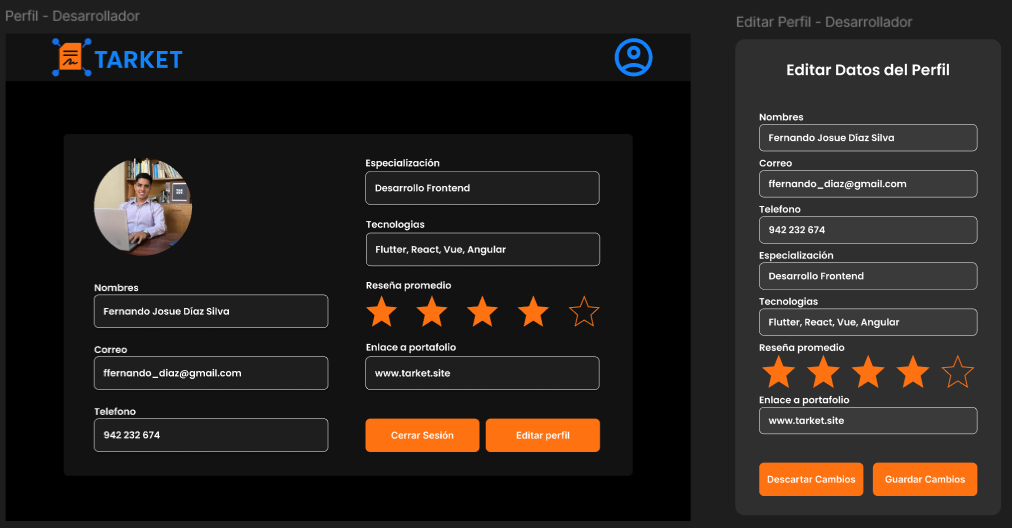 Perfil - Desarrollador
TARKET
Nombres
Fernando Josue Díaz Silva
Correo
ffernando_diaz@gmail.com
Telefono
942 232 674
Especialización
Desarrollo Frontend
Tecnologias
Flutter, React, Vue, Angular
Reseña promedio
Enlace a portafolio
www.tarket.site
Cerrar Sesión
Editar perfil
Editar Perfil - Desarrollador
Editar Datos del Perfil
Nombres
Fernando Josue Díaz Silva
Correo
ffernando_diaz@gmail.com
Telefono
942 232 674
Especialización
Desarrollo Frontend
Tecnologias
Flutter, React, Vue, Angular
Reseña promedio
Enlace a portafolio
www.tarket.site
Descartar Cambios
Guardar Cambios